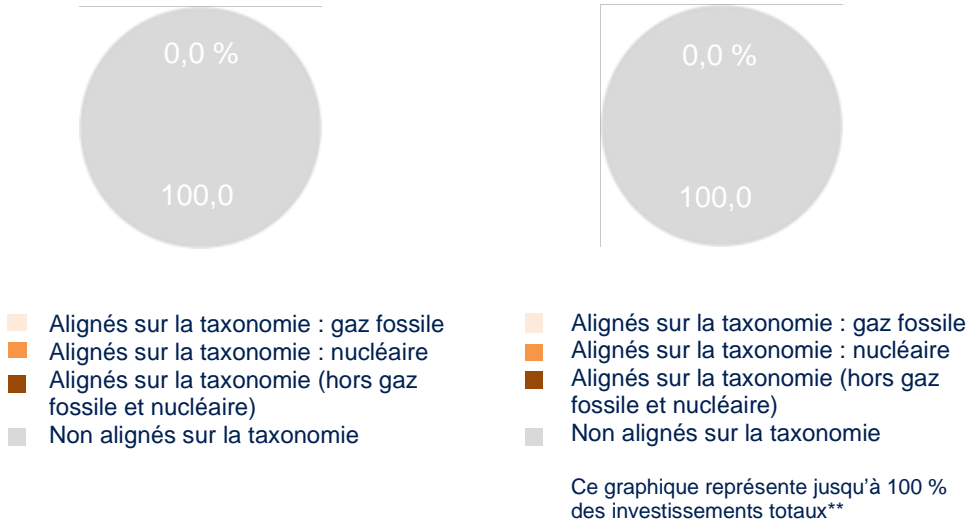 0,0 %
100,0
Alignés sur la taxonomie : gaz fossile
Alignés sur la taxonomie : nucléaire
Alignés sur la taxonomie (hors gaz
fossile et nucléaire)
Non alignés sur la taxonomie
0,0 %
100,0
Alignés sur la taxonomie : gaz fossile
Alignés sur la taxonomie : nucléaire
Alignés sur la taxonomie (hors gaz
fossile et nucléaire)
Non alignés sur la taxonomie
Ce graphique représente jusqu'à 100 %
des investissements totaux**